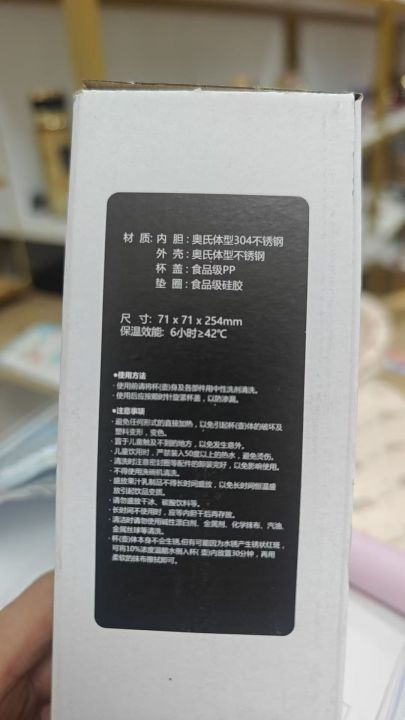 材 质: 内 胆 : 奥氏体型304不锈钢
外 壳 : 奥氏体型不锈钢
杯 盖 : 食品级PP
垫 圈 : 食品级硅胶
尺 寸: 71 x 71 x 254mm
保温效能: 6小时≥42℃
●使用方法
·使用前请将杯(壶)身及各部件用中性洗剂清洗。
·使用后应按顺时针旋紧杯盖，以防渗漏。
●注意事项
·避免任何形式的直接加热，以免引起杯(壶)体的破坏及
塑料变形，变色。
·置于儿童触及不到的地方，以免发生意外。
·儿童饮用时，严禁装入50度以上的热水，避免烫伤。
·清洗时注意密封圈等配件的卸装完好，以免影响使用。
·不得使用洗碗机清洗。
·盛放果汁乳制品不得长时间盛放，以免长时间恒温盛
放引起饮品变质。
·请勿盛放干冰、碳酸饮料等。
·长时间不使用时，应等内胆干后再存放。
·清洁时请勿使用碱性漂白剂、金属剂、化学抹布、汽油、
金属丝球等清洗。
·杯(壶)体本身不会生锈,但有可能因为水锈产生锈状红斑，
可将10%浓度温醋水倒入杯( 壶)内放置30分钟，再用
柔软的抹布擦拭即可。